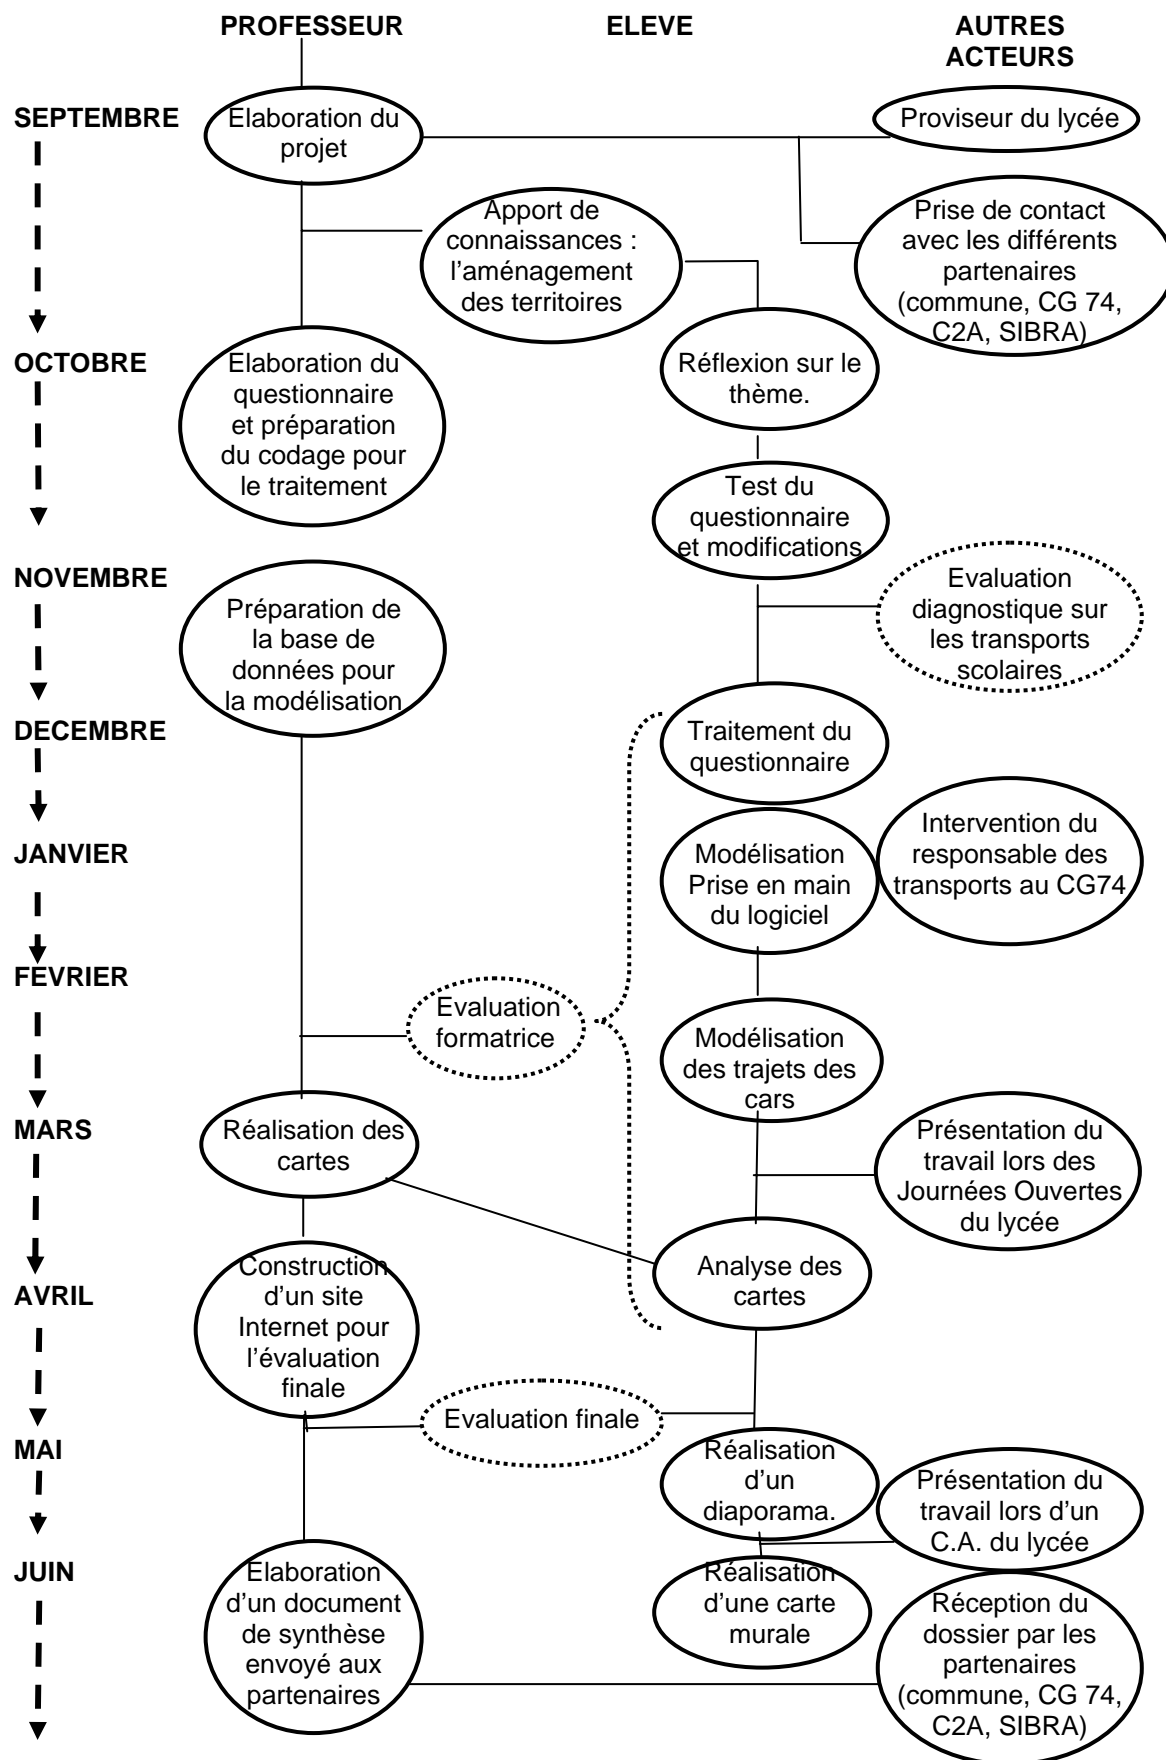 PROFESSEUR
ELEVE
AUTRES
ACTEURS
SEPTEMBRE
Elaboration du
projet
Proviseur du lycée
Apport de
connaissances :
l’aménagement
des territoires
Prise de contact
avec les différents
partenaires
(commune, CG 74,
C2A, SIBRA)
OCTOBRE
Elaboration du
questionnaire
et préparation
du codage pour
le traitement
Réflexion sur le
thème.
Test du
questionnaire
et modifications
NOVEMBRE
Préparation de
la base de
données pour
la modélisation
Evaluation
diagnostique sur
les transports
scolaires
DECEMBRE
Traitement du
questionnaire
JANVIER
Modélisation
Prise en main
du logiciel
Intervention du
responsable des
transports au CG74
FEVRIER
Evaluation
formatrice
Modélisation
des trajets des
cars
MARS
Réalisation des
cartes
Présentation du
travail lors des
Journées Ouvertes
du lycée
AVRIL
Construction
d’un site
Internet pour
l’évaluation
finale
Analyse des
cartes
Evaluation finale
MAI
Réalisation
d’un
diaporama.
Présentation du
travail lors d’un
C.A. du lycée
JUIN
Elaboration
d’un document
de synthèse
envoyé aux
partenaires
Réalisation
d’une carte
murale
Réception du
dossier par les
partenaires
(commune, CG 74,
C2A, SIBRA)